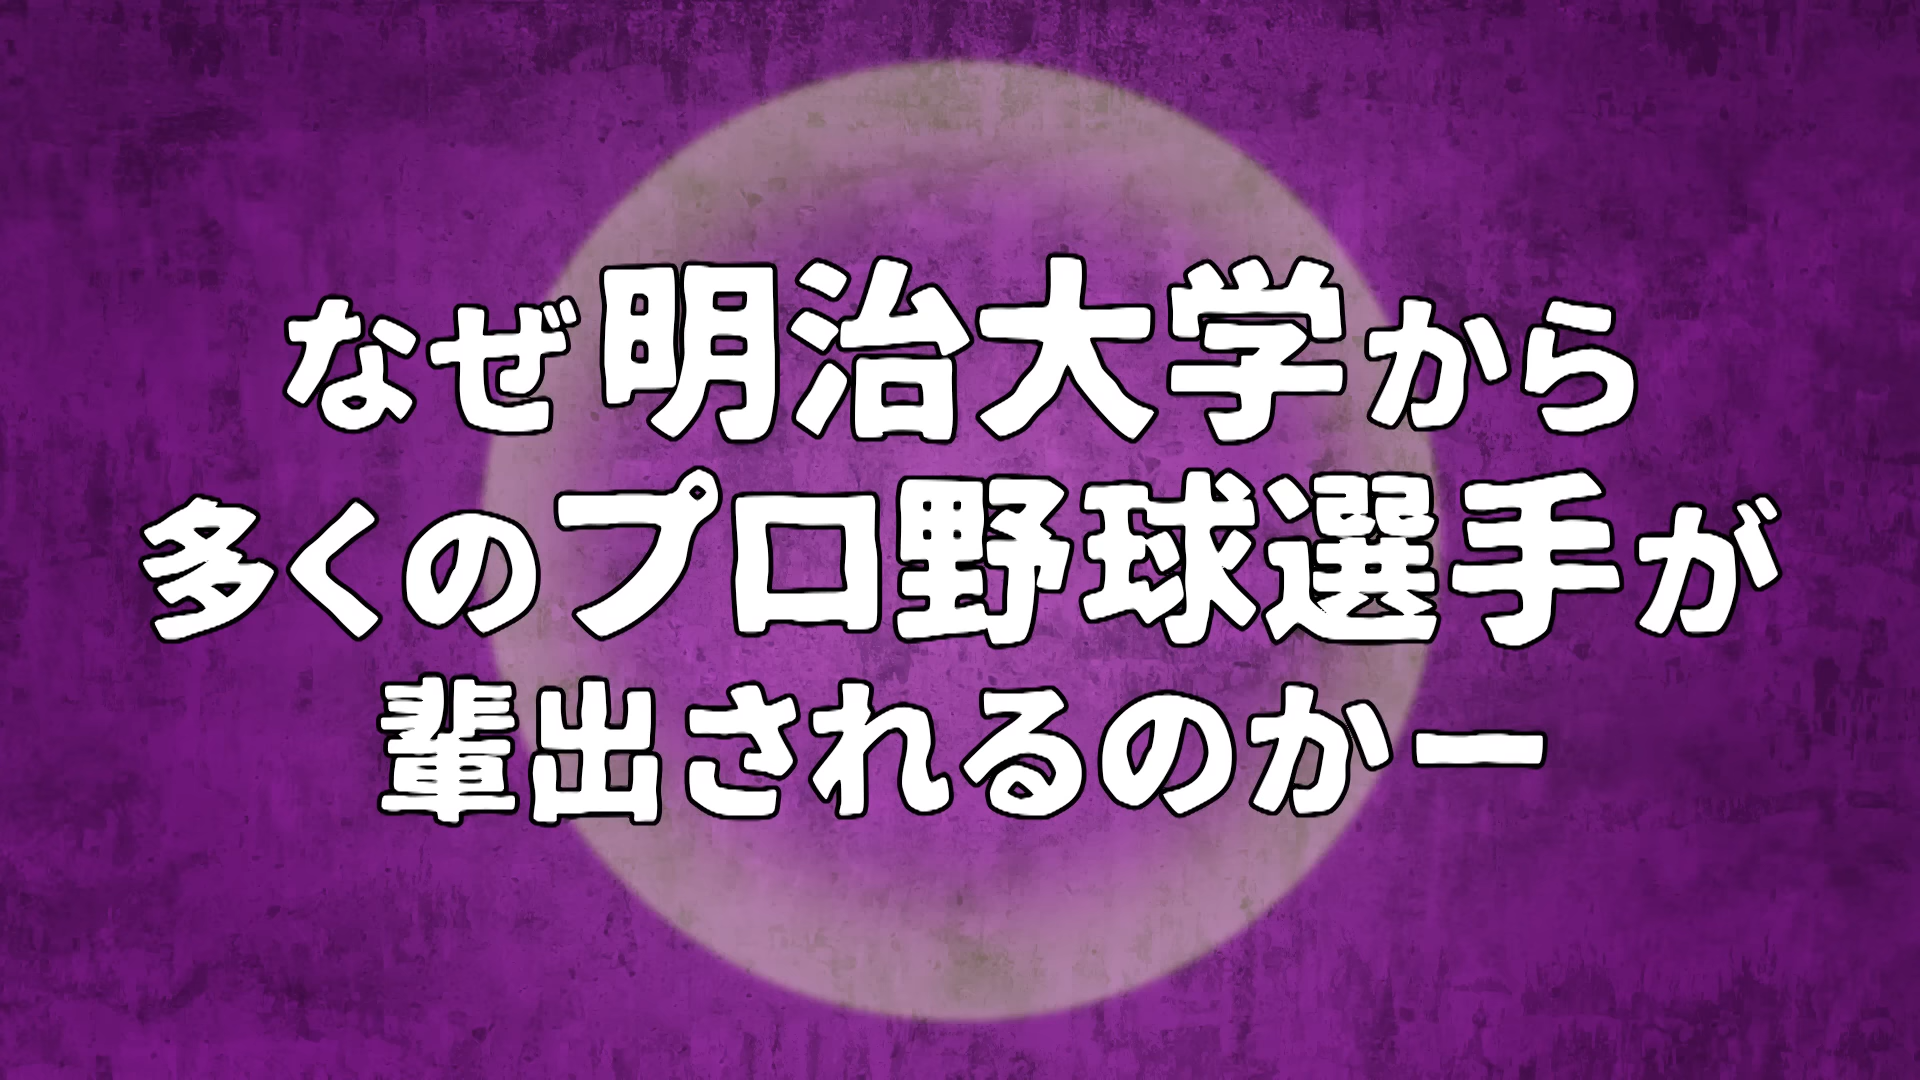 なぜ明治大学から
多くのプロ野球選手が
輩出されるのかー